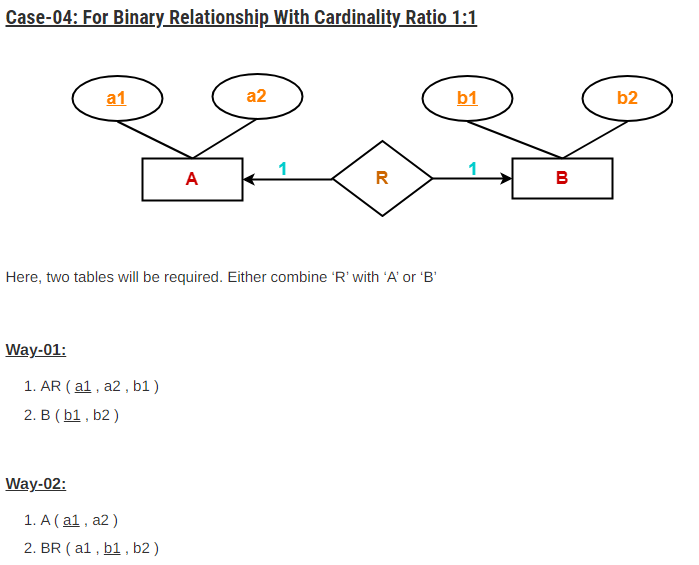 Case-04: For Binary Relationship With Cardinality Ratio 1:1
a1 a2 b1 b2
A 1 R 1 B
Here, two tables will be required. Either combine ‘R’ with ‘A’ or ‘B’
Way-01:
1. AR ( a1 , a2 , b1 )
2. B ( b1 , b2 )
Way-02:
1. A ( a1 , a2 )
2. BR ( a1 , b1 , b2 )